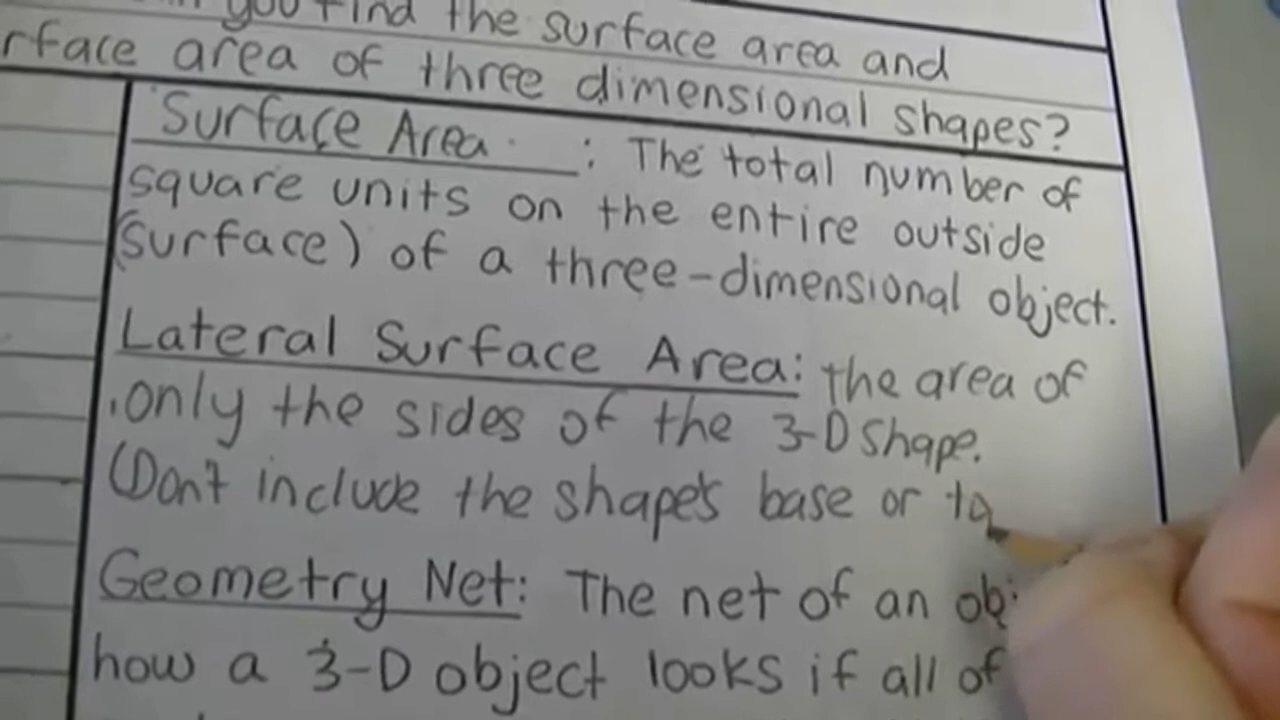 you find the surface area and
rface area of three dimensional shapes?
Surface Area : The total number of
square units on the entire outside
(surface) of a three-dimensional object.
Lateral Surface Area: the area of
only the sides of the 3-D shape.
(Don't include the shape's base or to
Geometry Net: The net of an obj
how a 3-D object looks if all of